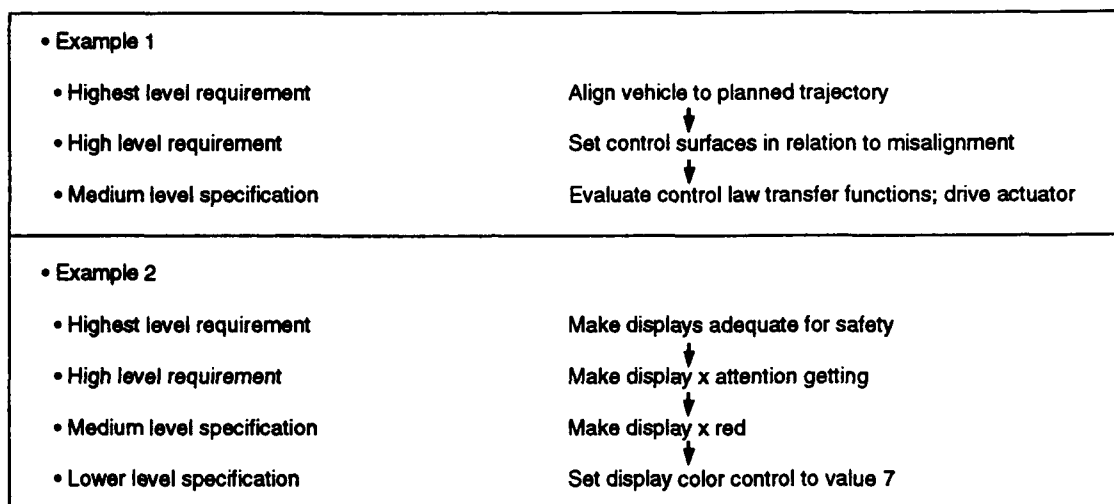 • Example 1
• Highest level requirement Align vehicle to planned trajectory
• High level requirement Set control surfaces in relation to misalignment
• Medium level specification Evaluate control law transfer functions; drive actuator
• Example 2
• Highest level requirement Make displays adequate for safety
• High level requirement Make display x attention getting
• Medium level specification Make display x red
• Lower level specification Set display color control to value 7